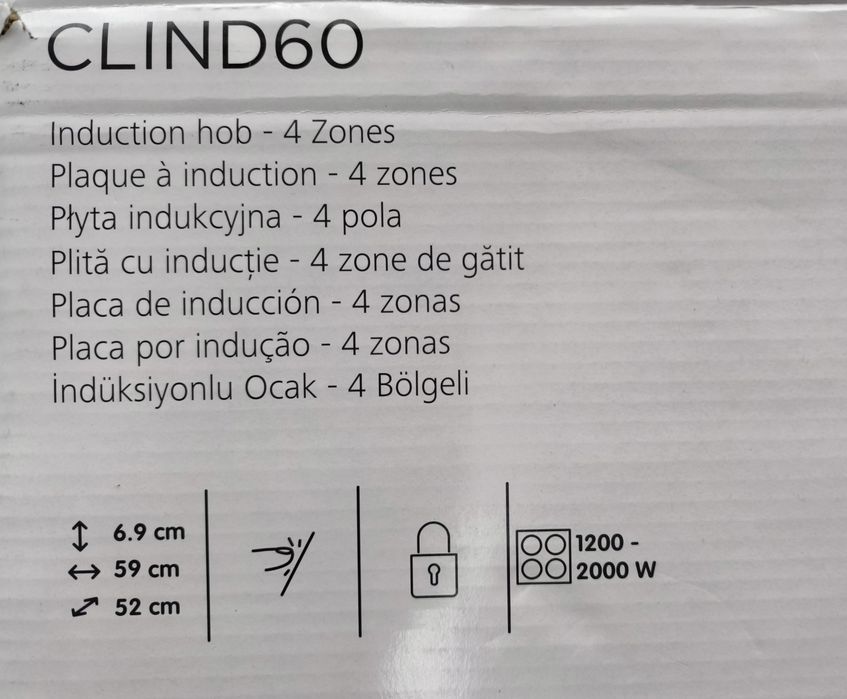 CLIND60
Induction hob - 4 Zones
Plaque à induction - 4 zones
Płyta indukcyjna - 4 pola
Plită cu inducție - 4 zone de gătit
Placa de inducción - 4 zonas
Placa por indução - 4 zonas
İndüksiyonlu Ocak - 4 Bölgeli
6.9 cm
59 cm
52 cm
1200 -
2000 W